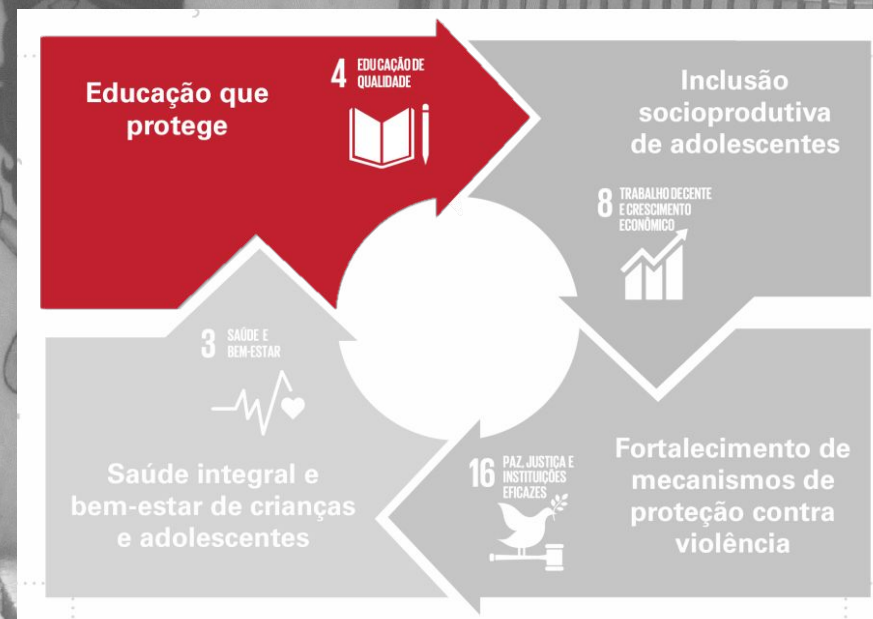 Educação que
protege
4 EDUCAÇÃO DE
QUALIDADE
Inclusão
socioprodutiva
de adolescentes
8 TRABALHO DECENTE
E CRESCIMENTO
ECONÔMICO
3 SAÚDE E
BEM-ESTAR
Saúde integral e
bem-estar de crianças
e adolescentes
16 PAZ, JUSTIÇA E
INSTITUIÇÕES
EFICAZES
Fortalecimento de
mecanismos de
proteção contra
violência